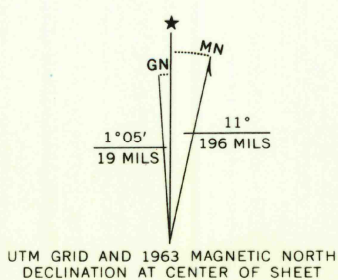 ★
GN
MN
1°05′
19 MILS
11°
196 MILS
UTM GRID AND 1963 MAGNETIC NORTH
DECLINATION AT CENTER OF SHEET